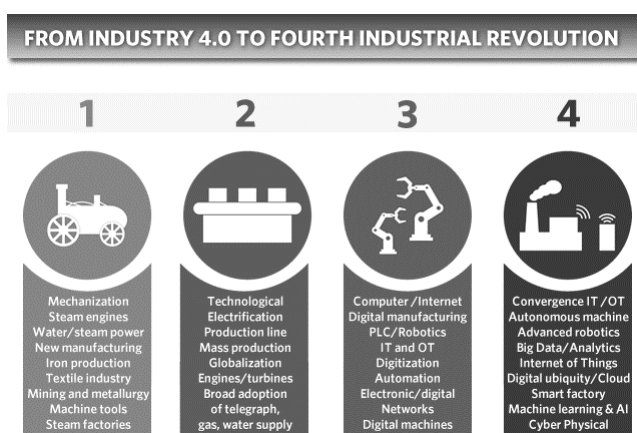 FROM INDUSTRY 4.0 TO FOURTH INDUSTRIAL REVOLUTION
1
2
3
4
Mechanization
Steam engines
Water/steam power
New manufacturing
Iron production
Textile industry
Mining and metallurgy
Machine tools
Steam factories
Technological
Electrification
Production line
Mass production
Globalization
Engines/turbines
Broad adoption
of telegraph,
gas, water supply
Computer/Internet
Digital manufacturing
PLC/Robotics
IT and OT
Digitization
Automation
Electronic/digital
Networks
Digital machines
Convergence IT/OT
Autonomous machine
Advanced robotics
Big Data/Analytics
Internet of Things
Digital ubiquity/Cloud
Smart factory
Machine learning & AI
Cyber Physical